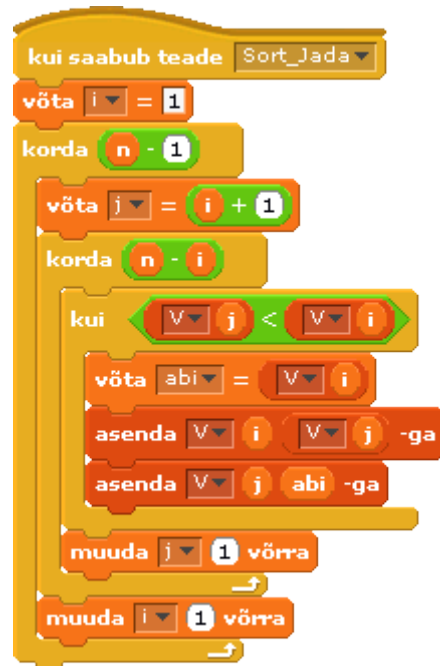 kui saabub teade Sort_Jada
võta i = 1
korda n - 1
võta j = i + 1
korda n - i
kui V j < V i
võta abi = V i
asenda V i V j -ga
asenda V j abi -ga
muuda j 1 võrra
muuda i 1 võrra